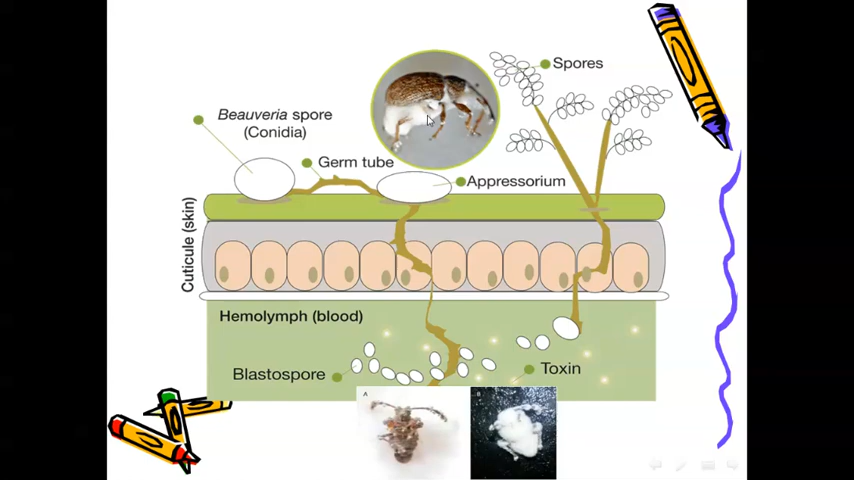 Spores
Beauveria spore
(Conidia)
Germ tube
Appressorium
Cuticule (skin)
Hemolymph (blood)
Blastospore
Toxin
A
B